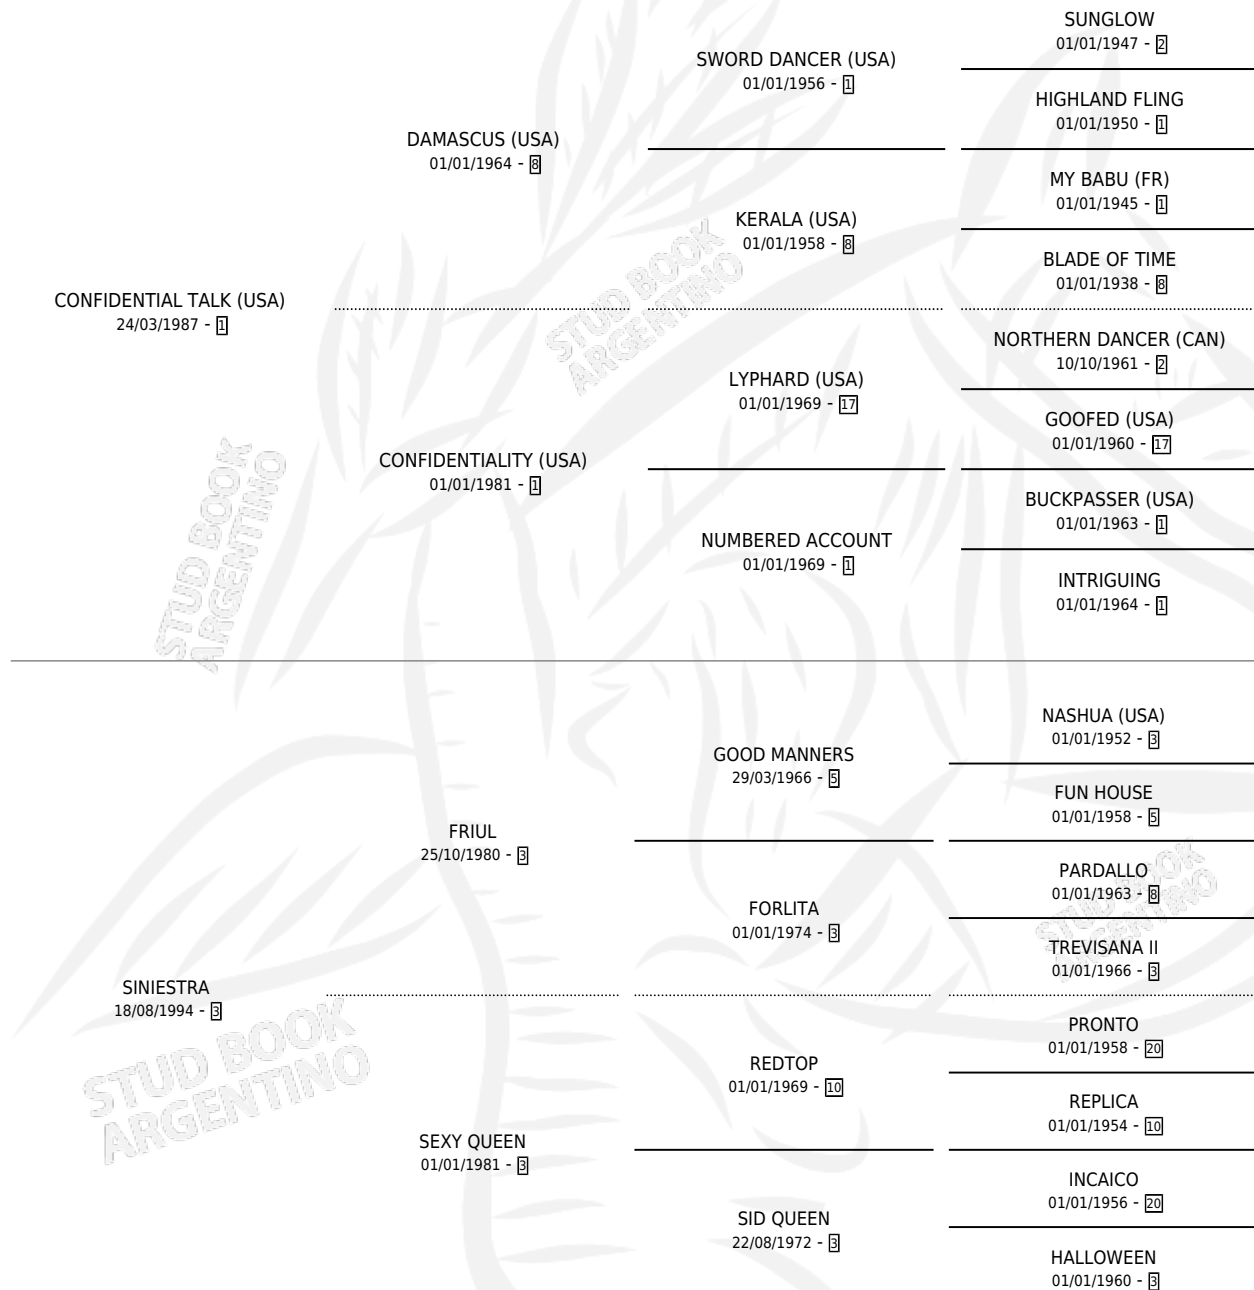 SUNGLOW
01/01/1947 - 2
SWORD DANCER (USA)
01/01/1956 - 1
HIGHLAND FLING
01/01/1950 - 1
DAMASCUS (USA)
01/01/1964 - 8
MY BABU (FR)
01/01/1945 - 1
KERALA (USA)
01/01/1958 - 8
BLADE OF TIME
01/01/1938 - 8
CONFIDENTIAL TALK (USA)
24/03/1987 - 1
NORTHERN DANCER (CAN)
10/10/1961 - 2
LYPHARD (USA)
01/01/1969 - 17
GOOFED (USA)
01/01/1960 - 17
CONFIDENTIALITY (USA)
01/01/1981 - 1
BUCKPASSER (USA)
01/01/1963 - 1
NUMBERED ACCOUNT
01/01/1969 - 1
INTRIGUING
01/01/1964 - 1
NASHUA (USA)
01/01/1952 - 3
GOOD MANNERS
29/03/1966 - 5
FUN HOUSE
01/01/1958 - 5
FRIUL
25/10/1980 - 3
PARDALLO
01/01/1963 - 8
FORLITA
01/01/1974 - 3
TREVISANA II
01/01/1966 - 3
SINIESTRA
18/08/1994 - 3
PRONTO
01/01/1958 - 20
REDTOP
01/01/1969 - 10
REPLICA
01/01/1954 - 10
SEXY QUEEN
01/01/1981 - 3
INCAICO
01/01/1956 - 20
SID QUEEN
22/08/1972 - 3
HALLOWEEN
01/01/1960 - 3
STUD BOOK
ARGENTINO
STUD BOOK
ARGENTINO
STUD BOOK
ARGENTINO
STUD BOOK
ARGENTINO